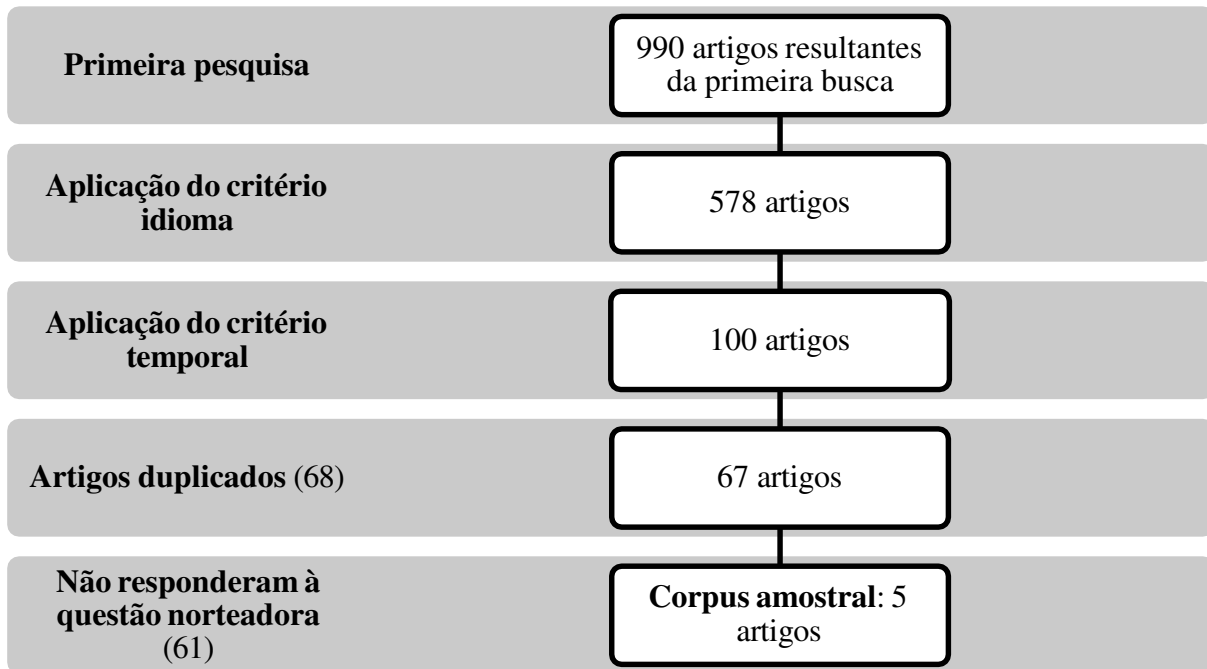 Primeira pesquisa
990 artigos resultantes
da primeira busca
Aplicação do critério
idioma
578 artigos
Aplicação do critério
temporal
100 artigos
Artigos duplicados (68)
67 artigos
Não responderam à
questão norteadora
(61)
Corpus amostral: 5
artigos